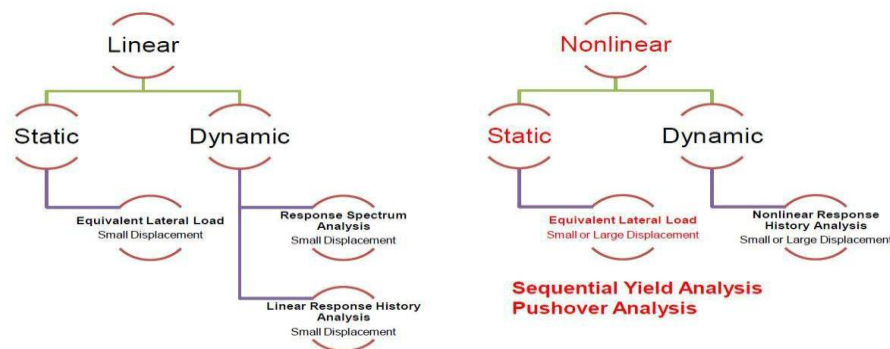 Linear
Static
Dynamic
Equivalent Lateral Load
Small Displacement
Response Spectrum
Analysis
Small Displacement
Linear Response History
Analysis
Small Displacement
Nonlinear
Static
Dynamic
Equivalent Lateral Load
Small or Large Displacement
Nonlinear Response
History Analysis
Small or Large Displacement
Sequential Yield Analysis
Pushover Analysis